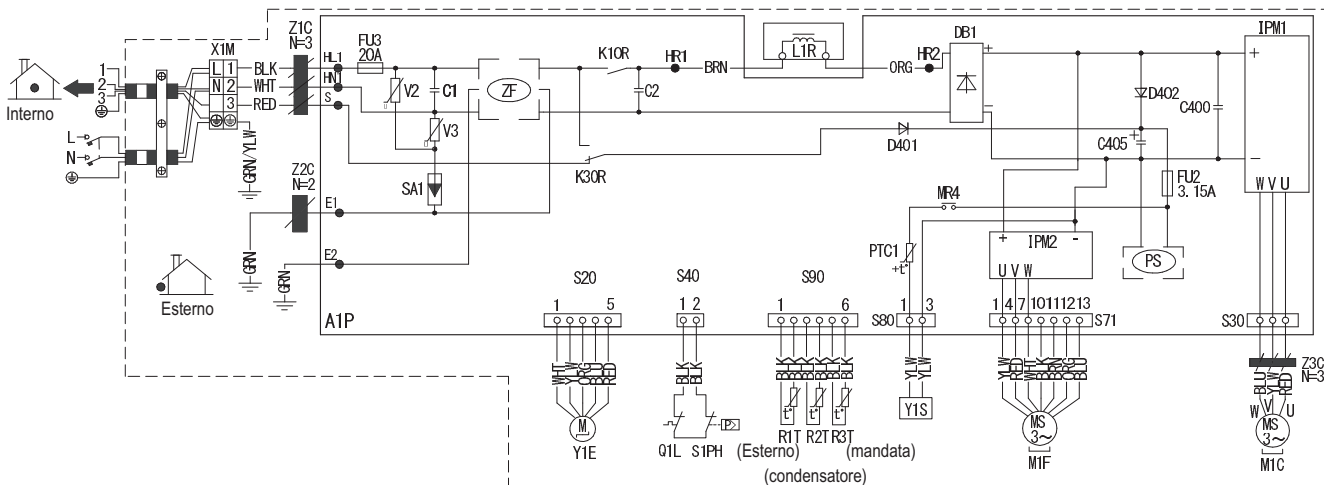 Z1C
N=3
FU3
20A
X1M
L 1 BLK
N 2 WHT
3 RED
HL1
HN1
S
1
2
3
Interno
L
N
GRN/YLW
V2
C1
V3
ZF
K10R
HR1
BRN
L1R
ORG
HR2
DB1
+
-
IPM1
+
-
C2
D402
C400
C405
+
D401
K30R
FU2
3.15A
W V U
Z2C
N=2
SA1
E1
E2
GRN
GRN
Esterno
A1P
MR4
PTC1
+t°
+ IPM2 -
U V W
PS
S20
1 5
S40
1 2
S90
1 6
S80
1 3
1 4 7 10 11 12 13
S71
S30
WHT
YLW
ORG
BLU
RED
BLK
BLK
BLK
BLK
BLK
BLK
BLK
BLK
YLW
YLW
YLW
RED
WHT
BLK
BRN
ORG
BLU
BLU
YLW
RED
Z3C
N=3
t°
t°
t°
M
Y1E
Q1L
S1PH
P>
R1T
R2T
R3T
(Esterno)
(mandata)
(condensatore)
Y1S
MS
3~
M1F
W V U
MS
3~
M1C